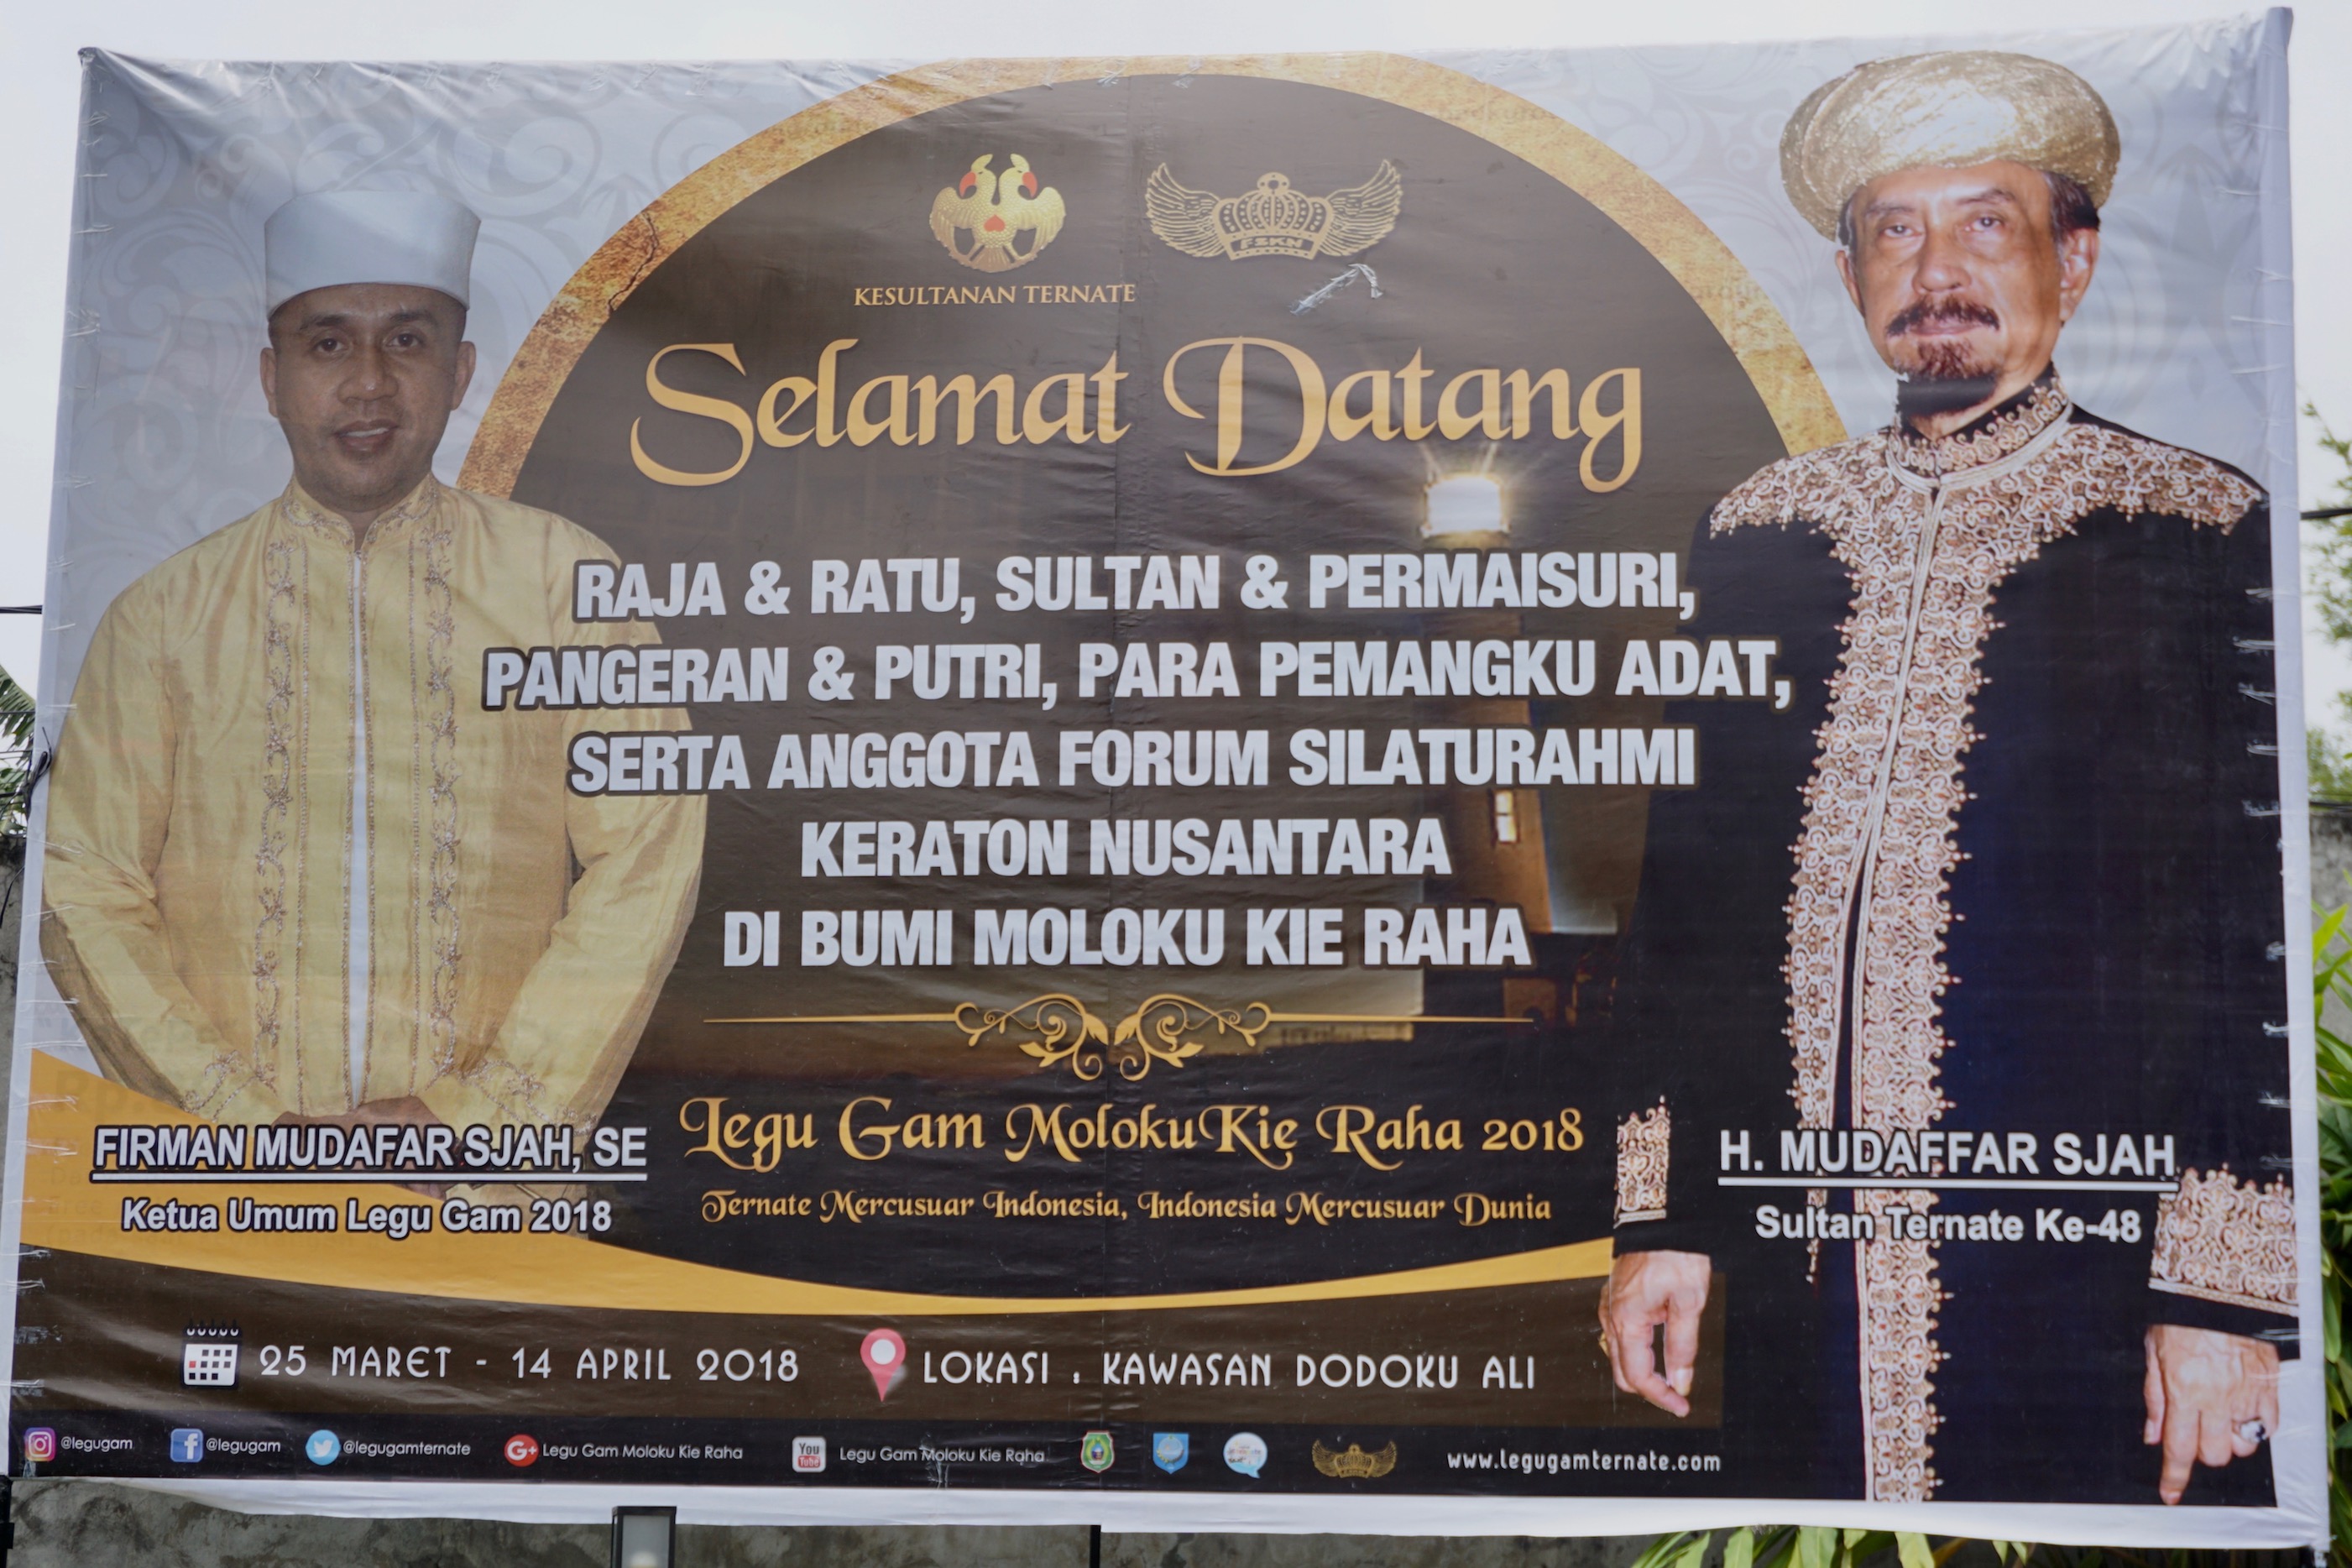 KESULTANAN TERNATE
FSKN
Selamat Datang
RAJA & RATU, SULTAN & PERMAISURI,
PANGERAN & PUTRI, PARA PEMANGKU ADAT,
SERTA ANGGOTA FORUM SILATURAHMI
KERATON NUSANTARA
DI BUMI MOLOKU KIE RAHA
Legu Gam Moloku Kie Raha 2018
Ternate Mercusuar Indonesia, Indonesia Mercusuar Dunia
FIRMAN MUDAFAR SJAH, SE
Ketua Umum Legu Gam 2018
H. MUDAFFAR SJAH
Sultan Ternate Ke-48
25 MARET - 14 APRIL 2018
LOKASI : KAWASAN DODOKU ALI
@legugam
@legugam
@legugamternate
G+ Legu Gam Moloku Kie Raha
You Tube Legu Gam Moloku Kie Raha
www.legugamternate.com